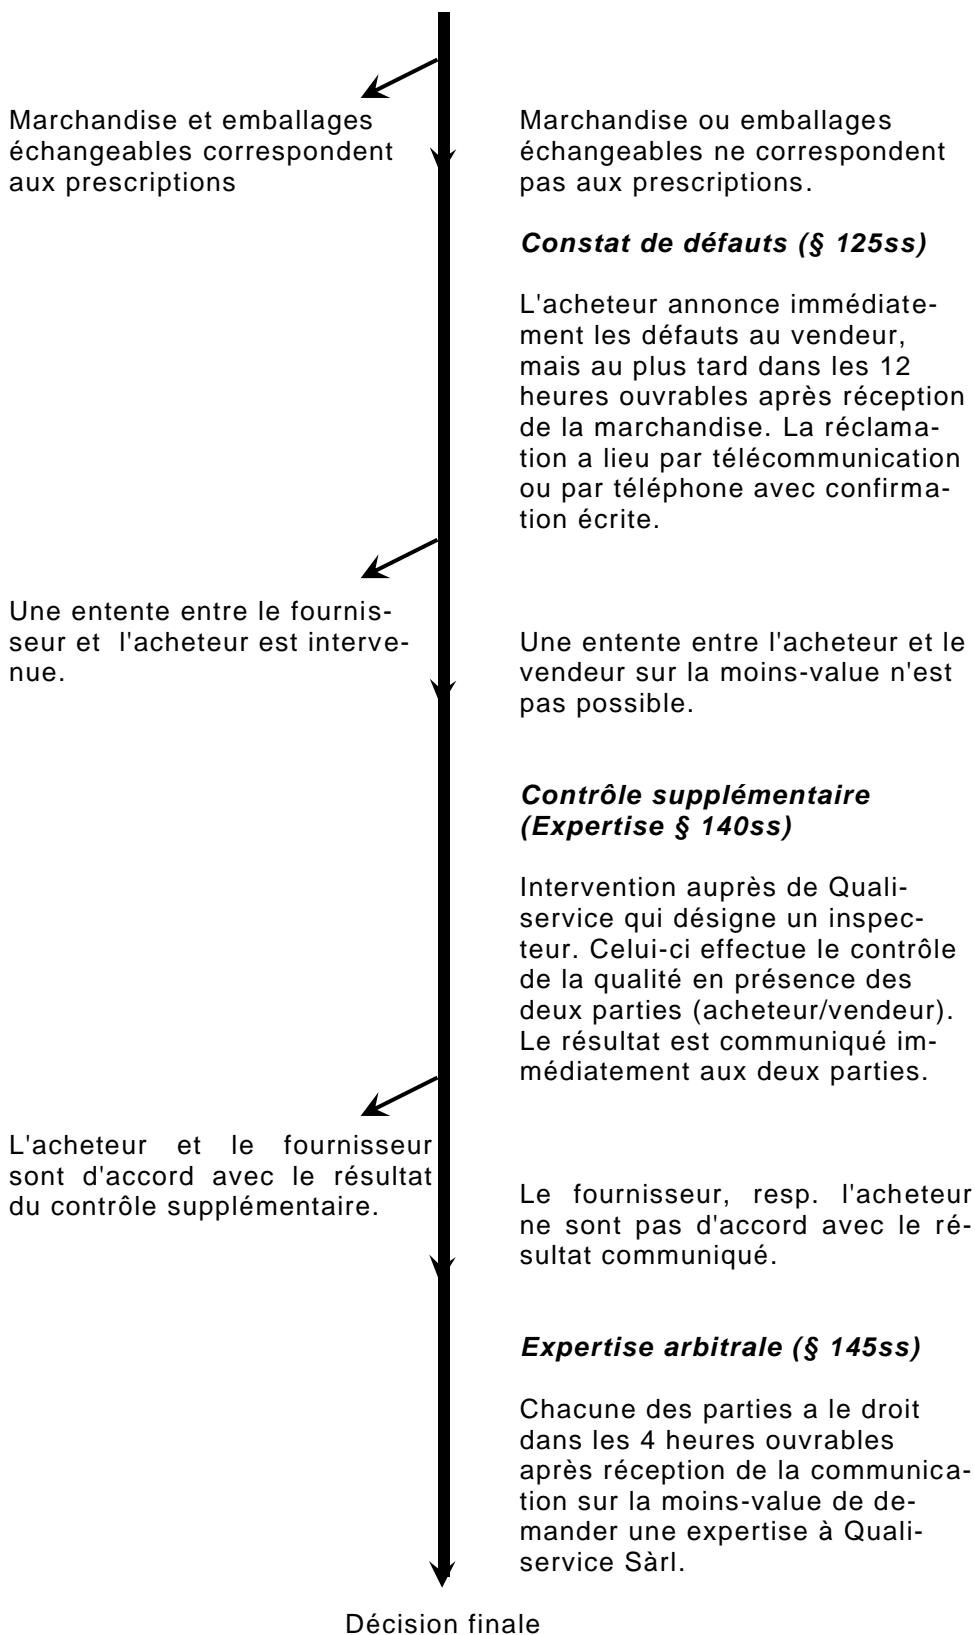 Marchandise et emballages
échangeables correspondent
aux prescriptions
Marchandise ou emballages
échangeables ne correspondent
pas aux prescriptions.
Constat de défauts (§ 125ss)
L'acheteur annonce immédiate-
ment les défauts au vendeur,
mais au plus tard dans les 12
heures ouvrables après réception
de la marchandise. La réclama-
tion a lieu par télécommunication
ou par téléphone avec confirma-
tion écrite.
Une entente entre le fournis-
seur et  l'acheteur est interve-
nue.
Une entente entre l'acheteur et le
vendeur sur la moins-value n'est
pas possible.
Contrôle supplémentaire
(Expertise § 140ss)
Intervention auprès de Quali-
service qui désigne un inspec-
teur. Celui-ci effectue le contrôle
de la qualité en présence des
deux parties (acheteur/vendeur).
Le résultat est communiqué im-
médiatement aux deux parties.
L'acheteur et le fournisseur
sont d'accord avec le résultat
du contrôle supplémentaire.
Le fournisseur, resp. l'acheteur
ne sont pas d'accord avec le ré-
sultat communiqué.
Expertise arbitrale (§ 145ss)
Chacune des parties a le droit
dans les 4 heures ouvrables
après réception de la communica-
tion sur la moins-value de de-
mander une expertise à Quali-
service Sàrl.
Décision finale